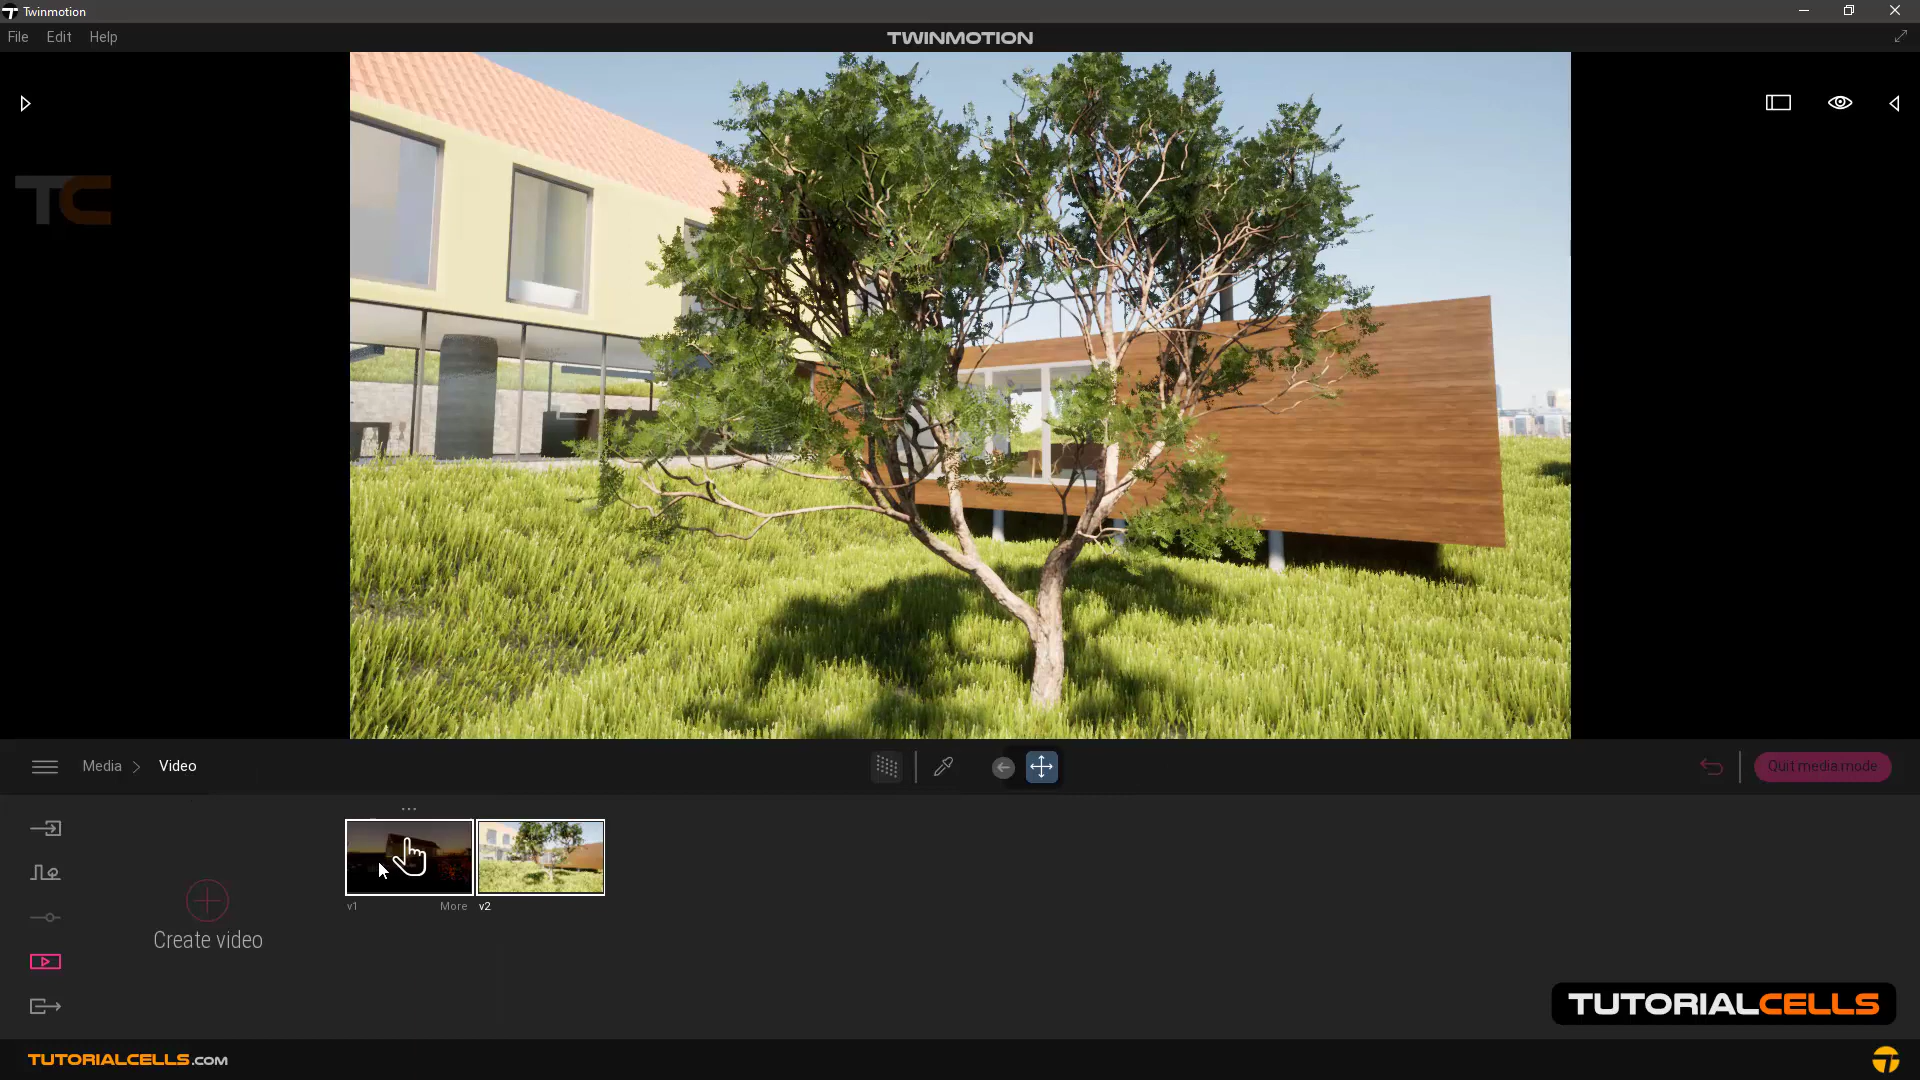 Twinmotion
File Edit Help
TWINMOTION
TC
Media Video
Quit media mode
v1 More v2
Create video
TUTORIALCELLS
TUTORIALCELLS.COM